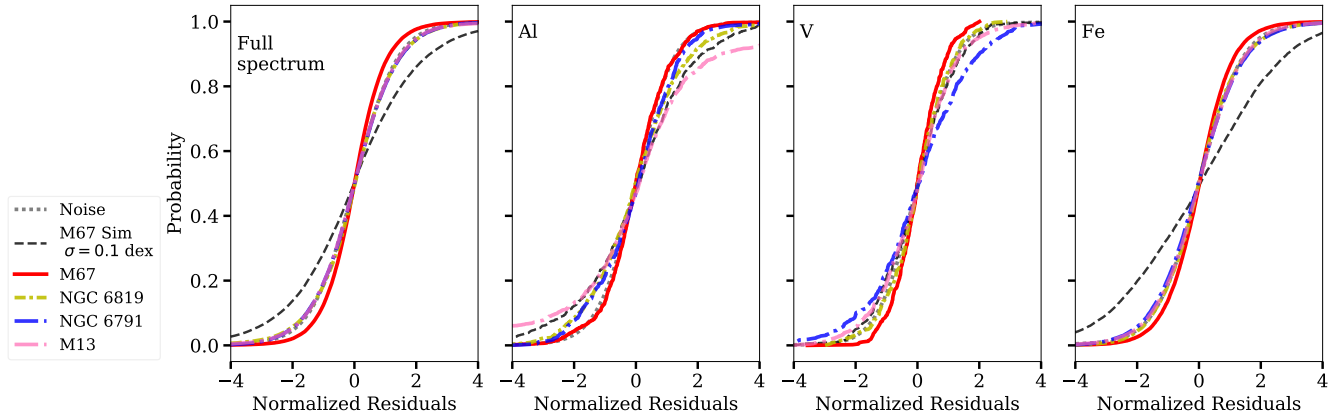 Full
spectrum
Al
V
Fe
1.0
0.8
0.6
0.4
0.2
0.0
Probability
Noise
M67 Sim
σ = 0.1 dex
M67
NGC 6819
NGC 6791
M13
−4 −2 0 2 4
−4 −2 0 2 4
−4 −2 0 2 4
−4 −2 0 2 4
Normalized Residuals
Normalized Residuals
Normalized Residuals
Normalized Residuals